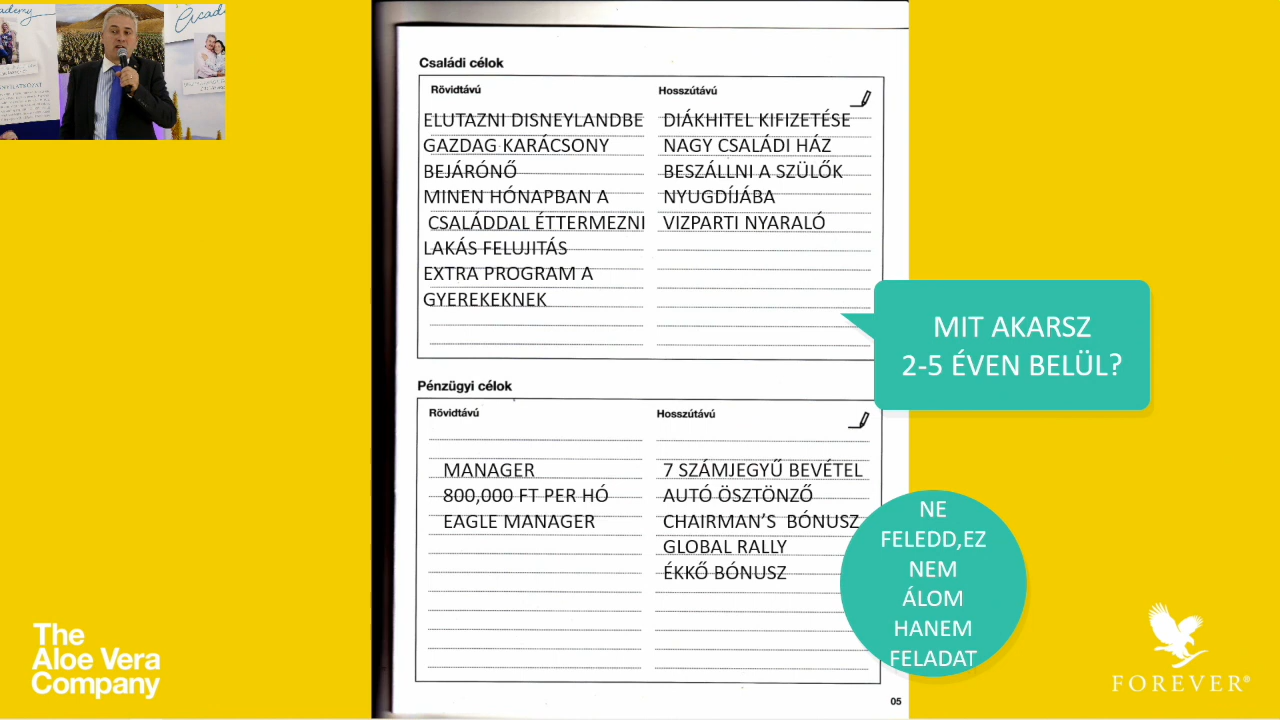 Családi célok
Rövidtávú
ELUTAZNI DISNEYLANDBE
GAZDAG KARÁCSONY
BEJÁRÓNŐ
MINEN HÓNAPBAN A
CSALÁDDAL ÉTTERMEZNI
LAKÁS FELUJITÁS
EXTRA PROGRAM A
GYEREKEKNEK
Hosszútávú
DIÁKHITEL KIFIZETÉSE
NAGY CSALÁDI HÁZ
BESZÁLLNI A SZÜLŐK
NYUGDÍJÁBA
VIZPARTI NYARALÓ
MIT AKARSZ
2-5 ÉVEN BELÜL?
Pénzügyi célok
Rövidtávú
MANAGER
800,000 FT PER HÓ
EAGLE MANAGER
Hosszútávú
7 SZÁMJEGYŰ BEVÉTEL
AUTÓ ÖSZTÖNZŐ
CHAIRMAN'S BÓNUSZ
GLOBAL RALLY
ÉKKŐ BÓNUSZ
NE
FELEDD,EZ
NEM
ÁLOM
HANEM
FELADAT
05
The
Aloe Vera
Company
FOREVER®